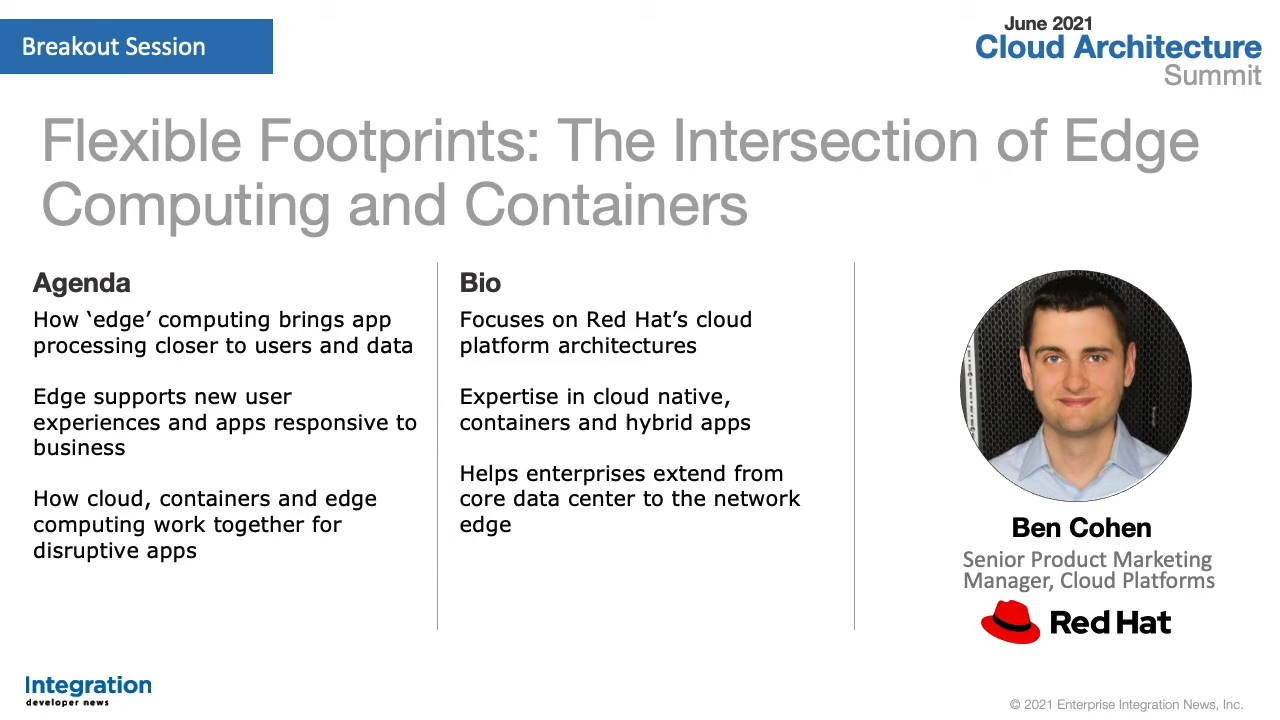 Breakout Session
June 2021
Cloud Architecture
Summit
Flexible Footprints: The Intersection of Edge
Computing and Containers
Agenda
How ‘edge’ computing brings app
processing closer to users and data
Edge supports new user
experiences and apps responsive to
business
How cloud, containers and edge
computing work together for
disruptive apps
Bio
Focuses on Red Hat’s cloud
platform architectures
Expertise in cloud native,
containers and hybrid apps
Helps enterprises extend from
core data center to the network
edge
Ben Cohen
Senior Product Marketing
Manager, Cloud Platforms
Red Hat
Integration
developer news
© 2021 Enterprise Integration News, Inc.